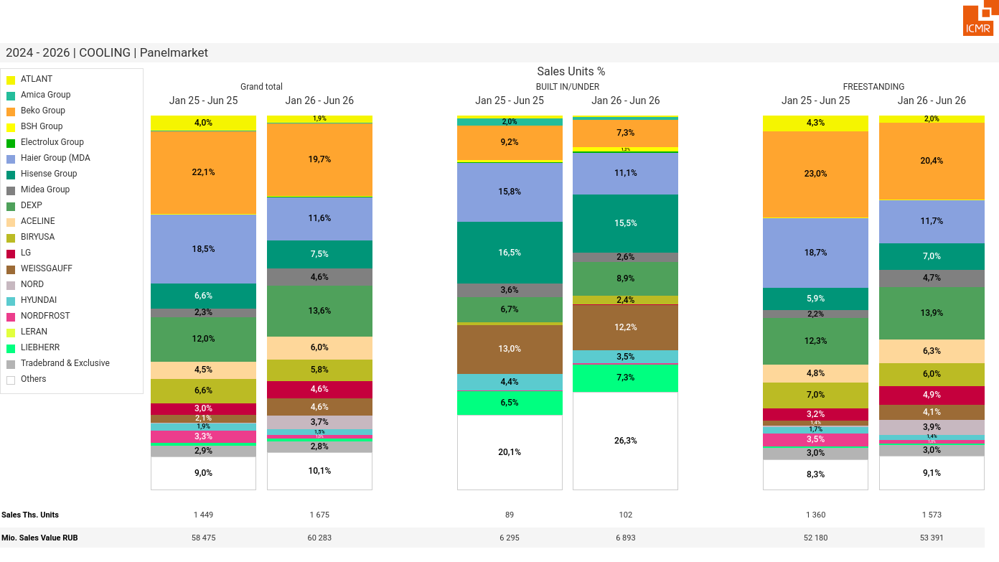 ICMR
2024 - 2026 | COOLING | Panelmarket
Sales Units %
Grand total
BUILT IN/UNDER
FREESTANDING
Jan 25 - Jun 25
Jan 26 - Jun 26
Jan 25 - Jun 25
Jan 26 - Jun 26
Jan 25 - Jun 25
Jan 26 - Jun 26
ATLANT
Amica Group
Beko Group
BSH Group
Electrolux Group
Haier Group (MDA
Hisense Group
Midea Group
DEXP
ACELINE
BIRYUSA
LG
WEISSGAUFF
NORD
HYUNDAI
NORDFROST
LERAN
LIEBHERR
Tradebrand & Exclusive
Others
4,0%
22,1%
18,5%
6,6%
2,3%
12,0%
4,5%
6,6%
3,0%
2,1%
1,9%
3,3%
2,9%
9,0%
1,9%
19,7%
11,6%
7,5%
4,6%
13,6%
6,0%
5,8%
4,6%
4,6%
3,7%
1,5%
2,8%
10,1%
2,0%
9,2%
15,8%
16,5%
3,6%
6,7%
13,0%
4,4%
6,5%
20,1%
7,3%
1,2%
11,1%
15,5%
2,6%
8,9%
2,4%
12,2%
3,5%
7,3%
26,3%
4,3%
23,0%
18,7%
5,9%
2,2%
12,3%
4,8%
7,0%
3,2%
1,4%
1,7%
3,5%
3,0%
8,3%
2,0%
20,4%
11,7%
7,0%
4,7%
13,9%
6,3%
6,0%
4,9%
4,1%
3,9%
1,4%
3,0%
9,1%
Sales Ths. Units 1 449 1 675 89 102 1 360 1 573
Mio. Sales Value RUB 58 475 60 283 6 295 6 893 52 180 53 391